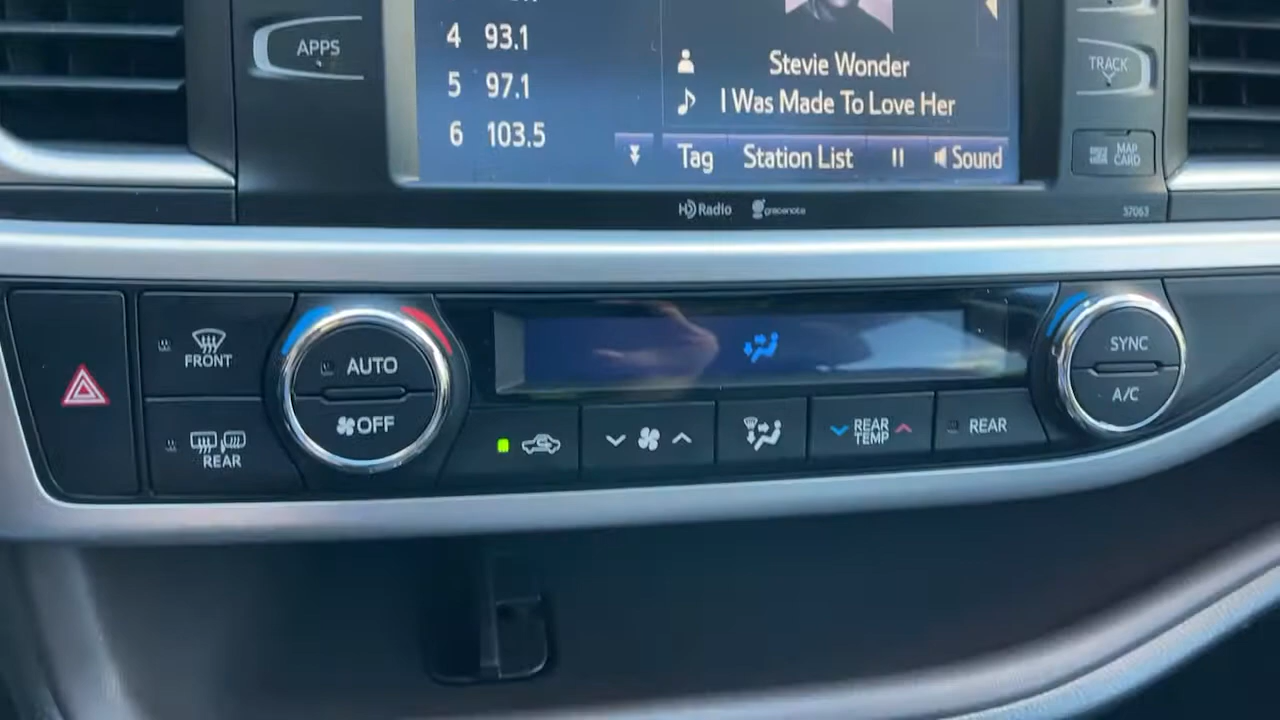 APPS
4 93.1
5 97.1
6 103.5
Stevie Wonder
I Was Made To Love Her
Tag Station List Sound
TRACK
MAP
CARD
HD Radio gracenote
57063
FRONT
REAR
AUTO
OFF
REAR
TEMP
REAR
SYNC
A/C